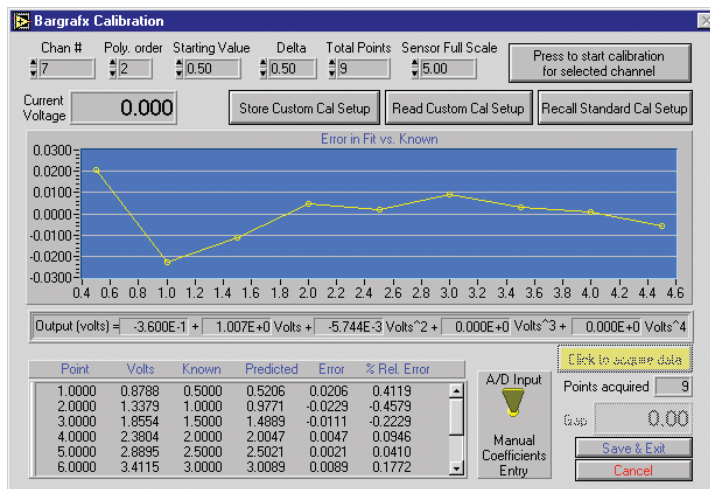 Bargrafx Calibration
Chan # Poly. order Starting Value Delta Total Points Sensor Full Scale
7 2 0.50 0.50 9 5.00
Press to start calibration
for selected channel
Current
Voltage 0.000
Store Custom Cal Setup Read Custom Cal Setup Recall Standard Cal Setup
Error in Fit vs. Known
0.0300
0.0200
0.0100
0.0000
-0.0100
-0.0200
-0.0300
0.4 0.6 0.8 1.0 1.2 1.4 1.6 1.8 2.0 2.2 2.4 2.6 2.8 3.0 3.2 3.4 3.6 3.8 4.0 4.2 4.4 4.6
Output (volts) = -3.600E-1 + 1.007E+0 Volts + -5.744E-3 Volts^2 + 0.000E+0 Volts^3 + 0.000E+0 Volts^4
Point Volts Known Predicted Error % Rel. Error
1.0000 0.8788 0.5000 0.5206 0.0206 0.4119
2.0000 1.3379 1.0000 0.9771 -0.0229 -0.4579
3.0000 1.8554 1.5000 1.4889 -0.0111 -0.2229
4.0000 2.3804 2.0000 2.0047 0.0047 0.0946
5.0000 2.8895 2.5000 2.5021 0.0021 0.0410
6.0000 3.4115 3.0000 3.0089 0.0089 0.1772
A/D Input
Manual
Coefficients
Entry
Click to acquire data
Points acquired 9
Gap 0.00
Save & Exit
Cancel